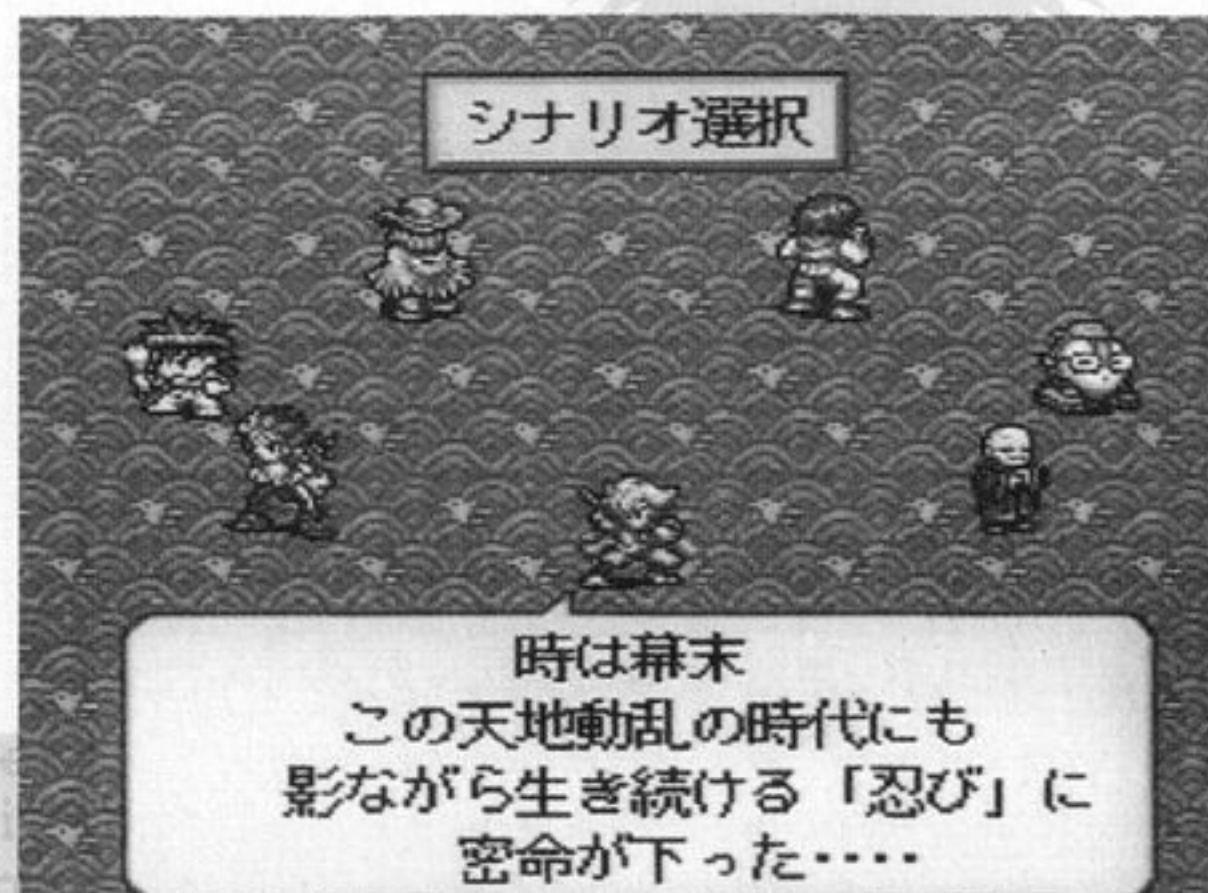 シナリオ選択
時は幕末
この天地動乱の時代にも
影ながら生き続ける「忍び」に
密命が下った‥‥